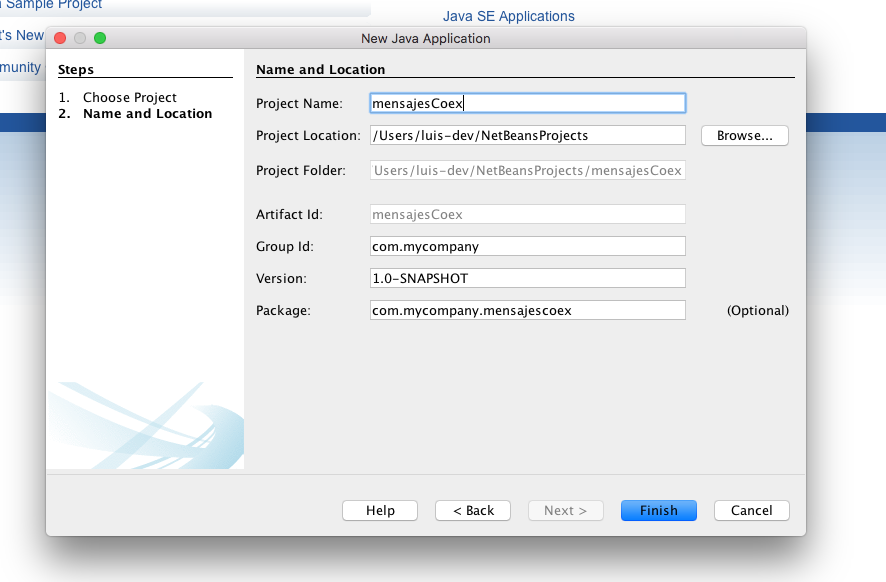 Sample Project
Java SE Applications
t's New
munity
New Java Application
Steps
1. Choose Project
2. Name and Location
Name and Location
Project Name: mensajesCoex
Project Location: /Users/luis-dev/NetBeansProjects Browse...
Project Folder: Users/luis-dev/NetBeansProjects/mensajesCoex
Artifact Id: mensajesCoex
Group Id: com.mycompany
Version: 1.0-SNAPSHOT
Package: com.mycompany.mensajescoex (Optional)
Help < Back Next > Finish Cancel